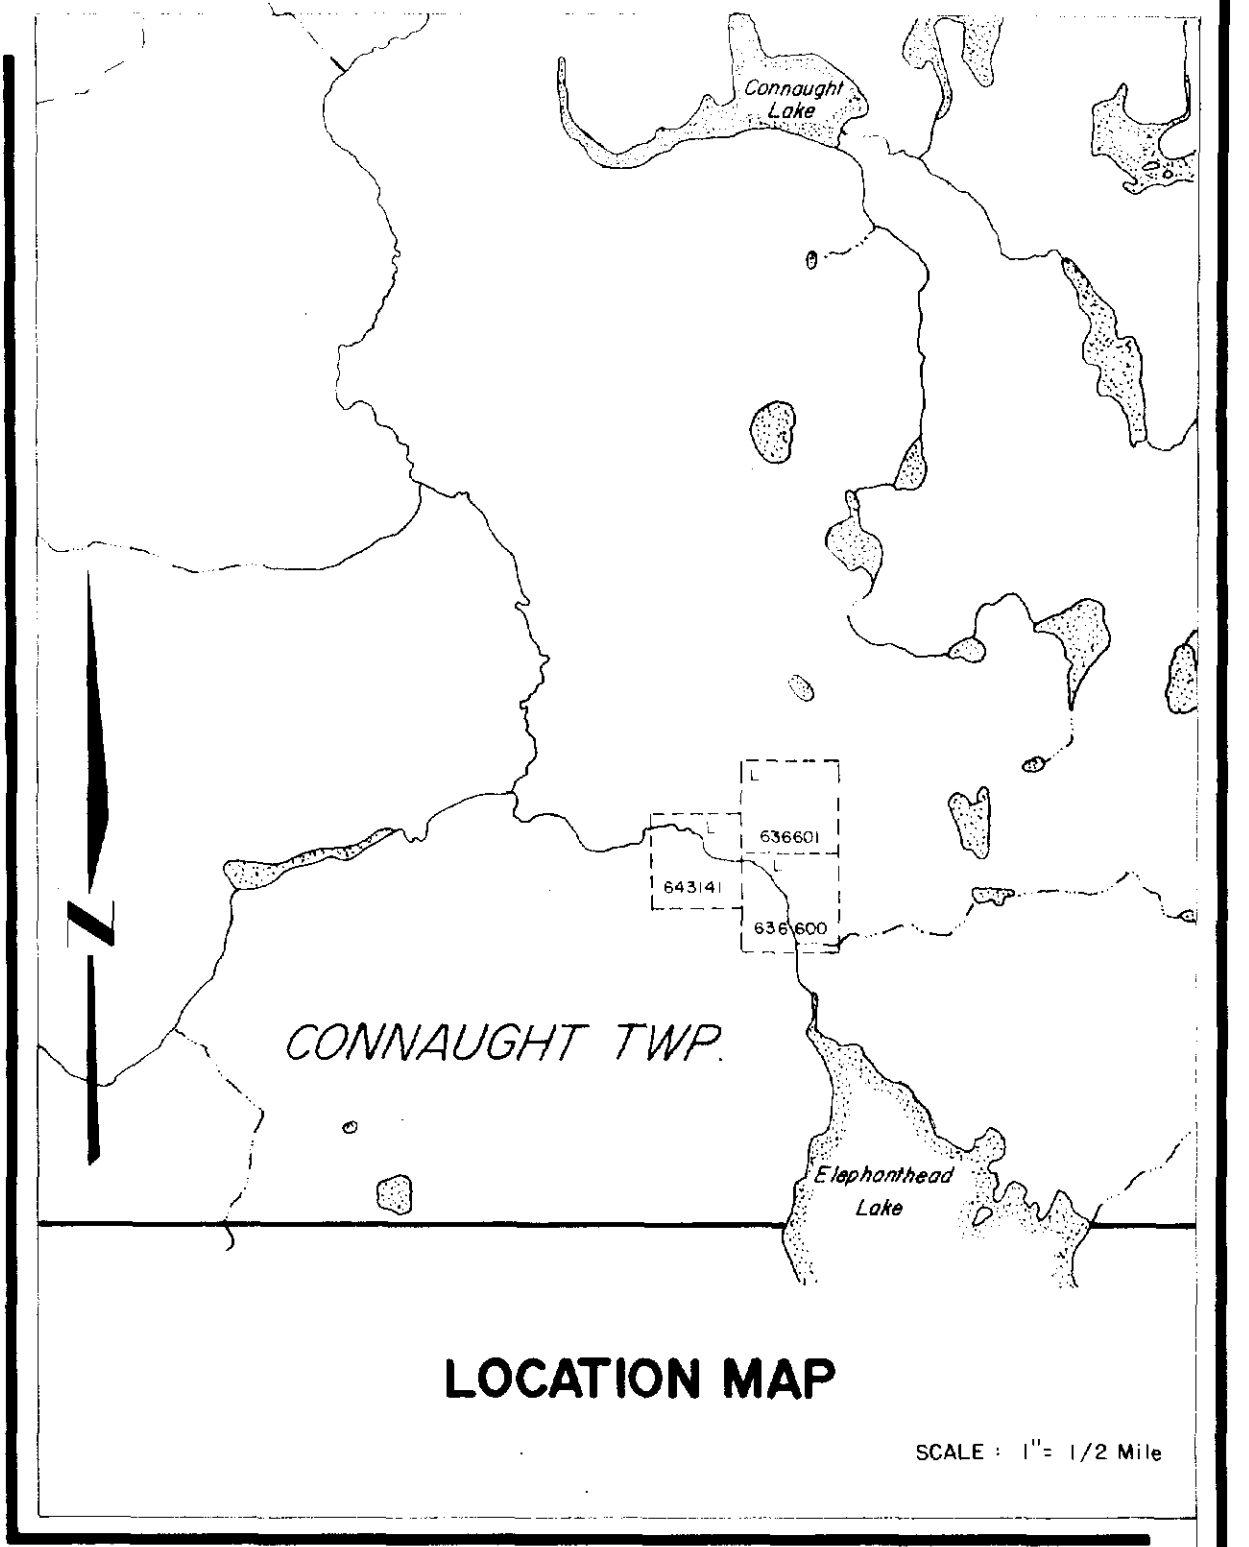 Connaught
Lake
L
636601
L
643141
L
636600
N
CONNAUGHT TWP.
Elephanthead
Lake
LOCATION MAP
SCALE : 1"= 1/2 Mile